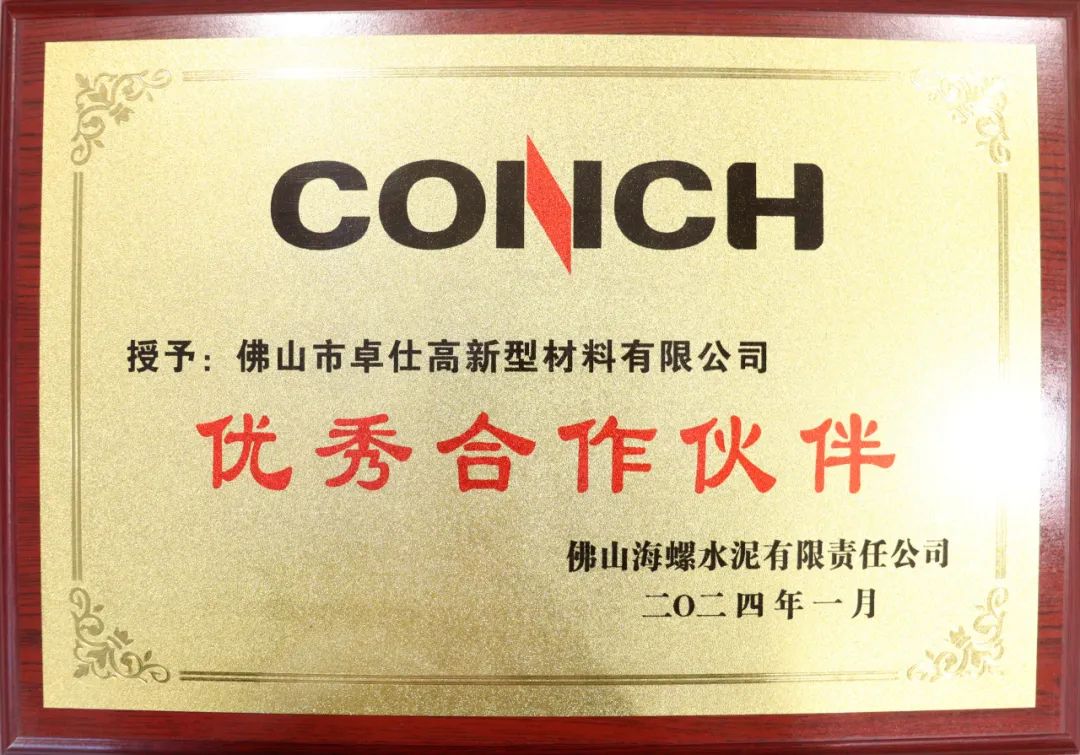 CONCH
授予：佛山市卓仕高新型材料有限公司
优秀合作伙伴
佛山海螺水泥有限责任公司
二O二四年一月